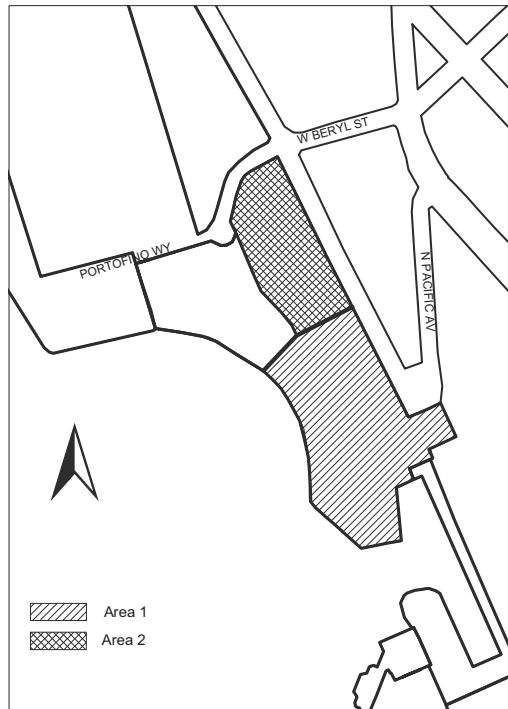 W BERYL ST
PORTOFINO WY
N PACIFIC AV
Area 1
Area 2